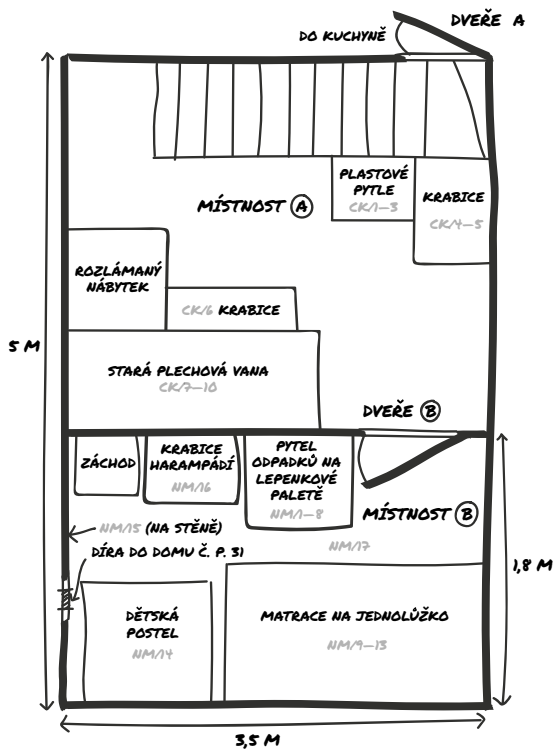 DVEŘE A
DO KUCHYNĚ
PLASTOVÉ
PYTLE
CK/1–3
KRABICE
CK/4–5
MÍSTNOST A
ROZLÁMANÝ
NÁBYTEK
CK/6 KRABICE
5 M
STARÁ PLECHOVÁ VANA
CK/7–10
DVEŘE B
ZÁCHOD
KRABICE
HARAMPÁDÍ
NM/16
PYTEL
ODPADKŮ NA
LEPENKOVÉ
PALETĚ
NM/1–8
MÍSTNOST B
NM/15 (NA STĚNĚ)
NM/17
DÍRA DO DOMU Č. P. 31
1,8 M
DĚTSKÁ
POSTEL
NM/14
MATRACE NA JEDNOLŮŽKO
NM/9–13
3,5 M